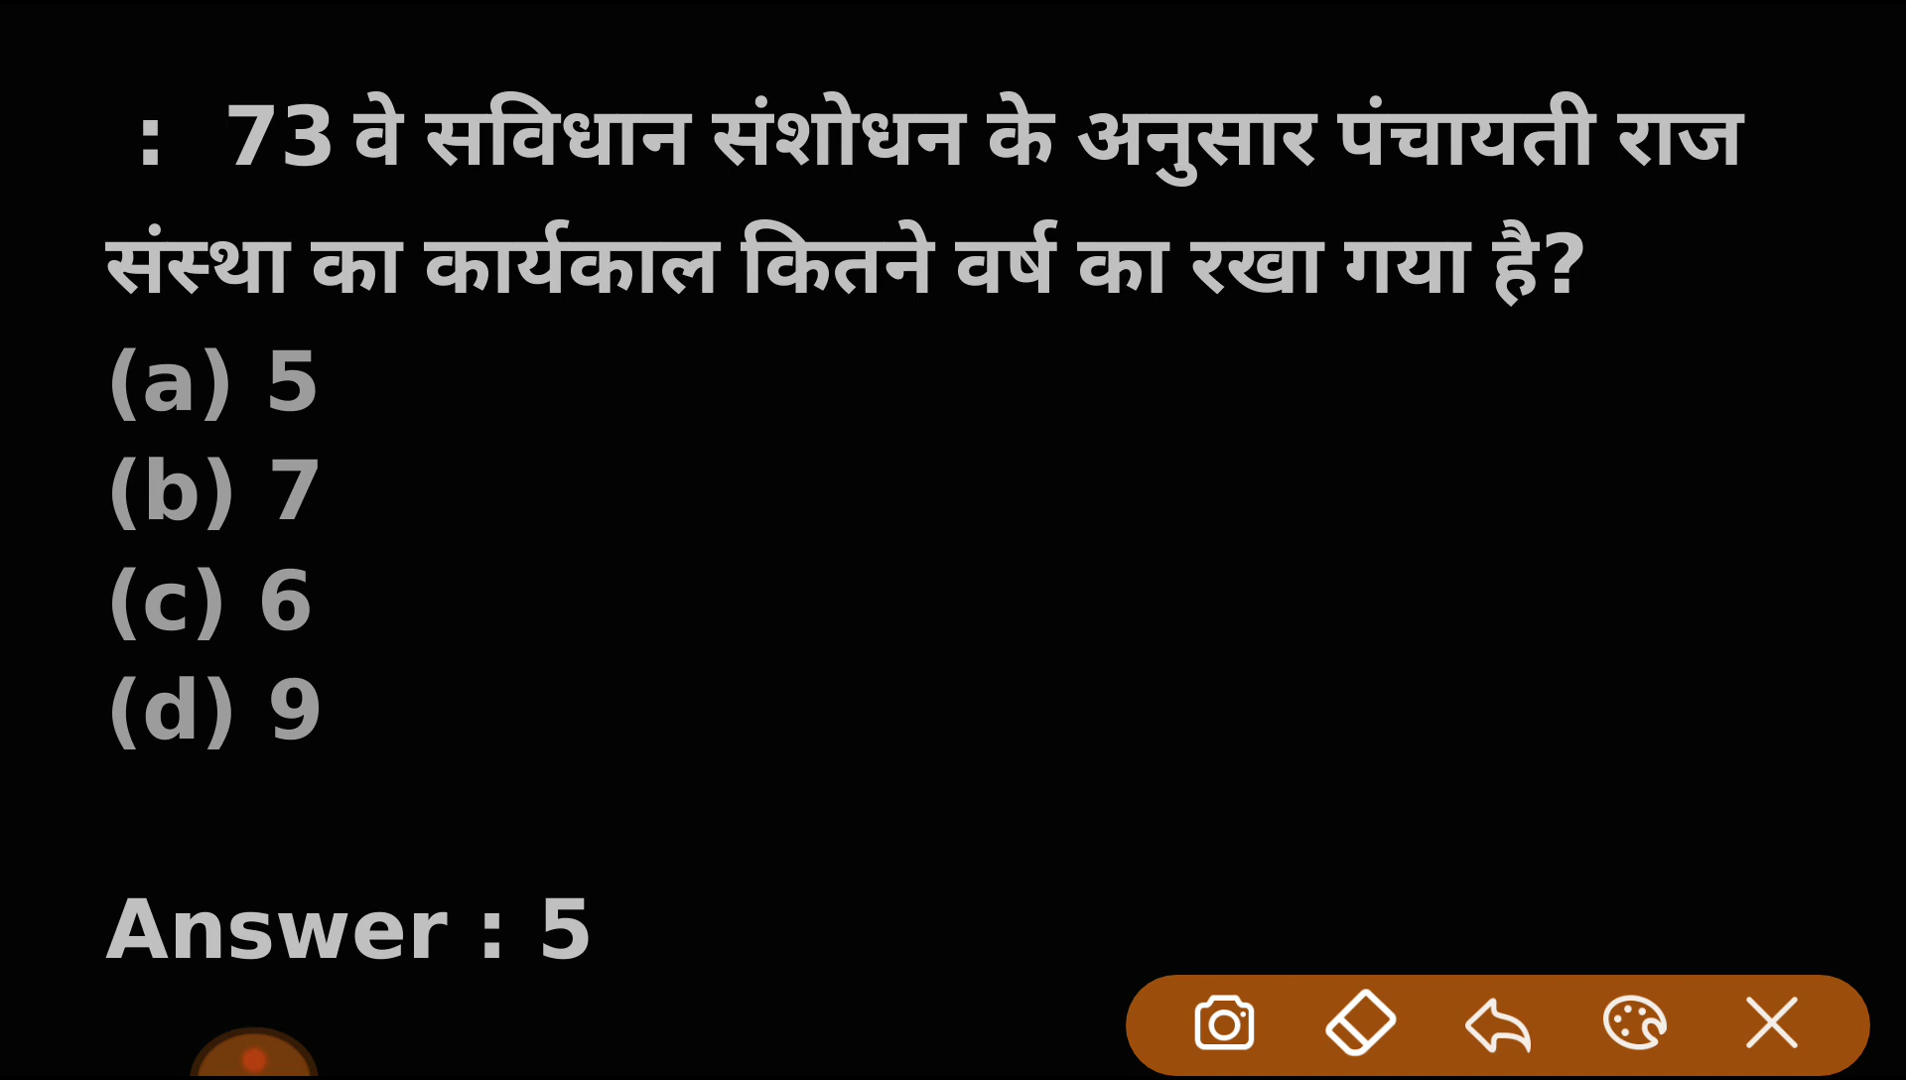 : 73 वे सविधान संशोधन के अनुसार पंचायती राज
संस्था का कार्यकाल कितने वर्ष का रखा गया है?
(a) 5
(b) 7
(c) 6
(d) 9
Answer : 5